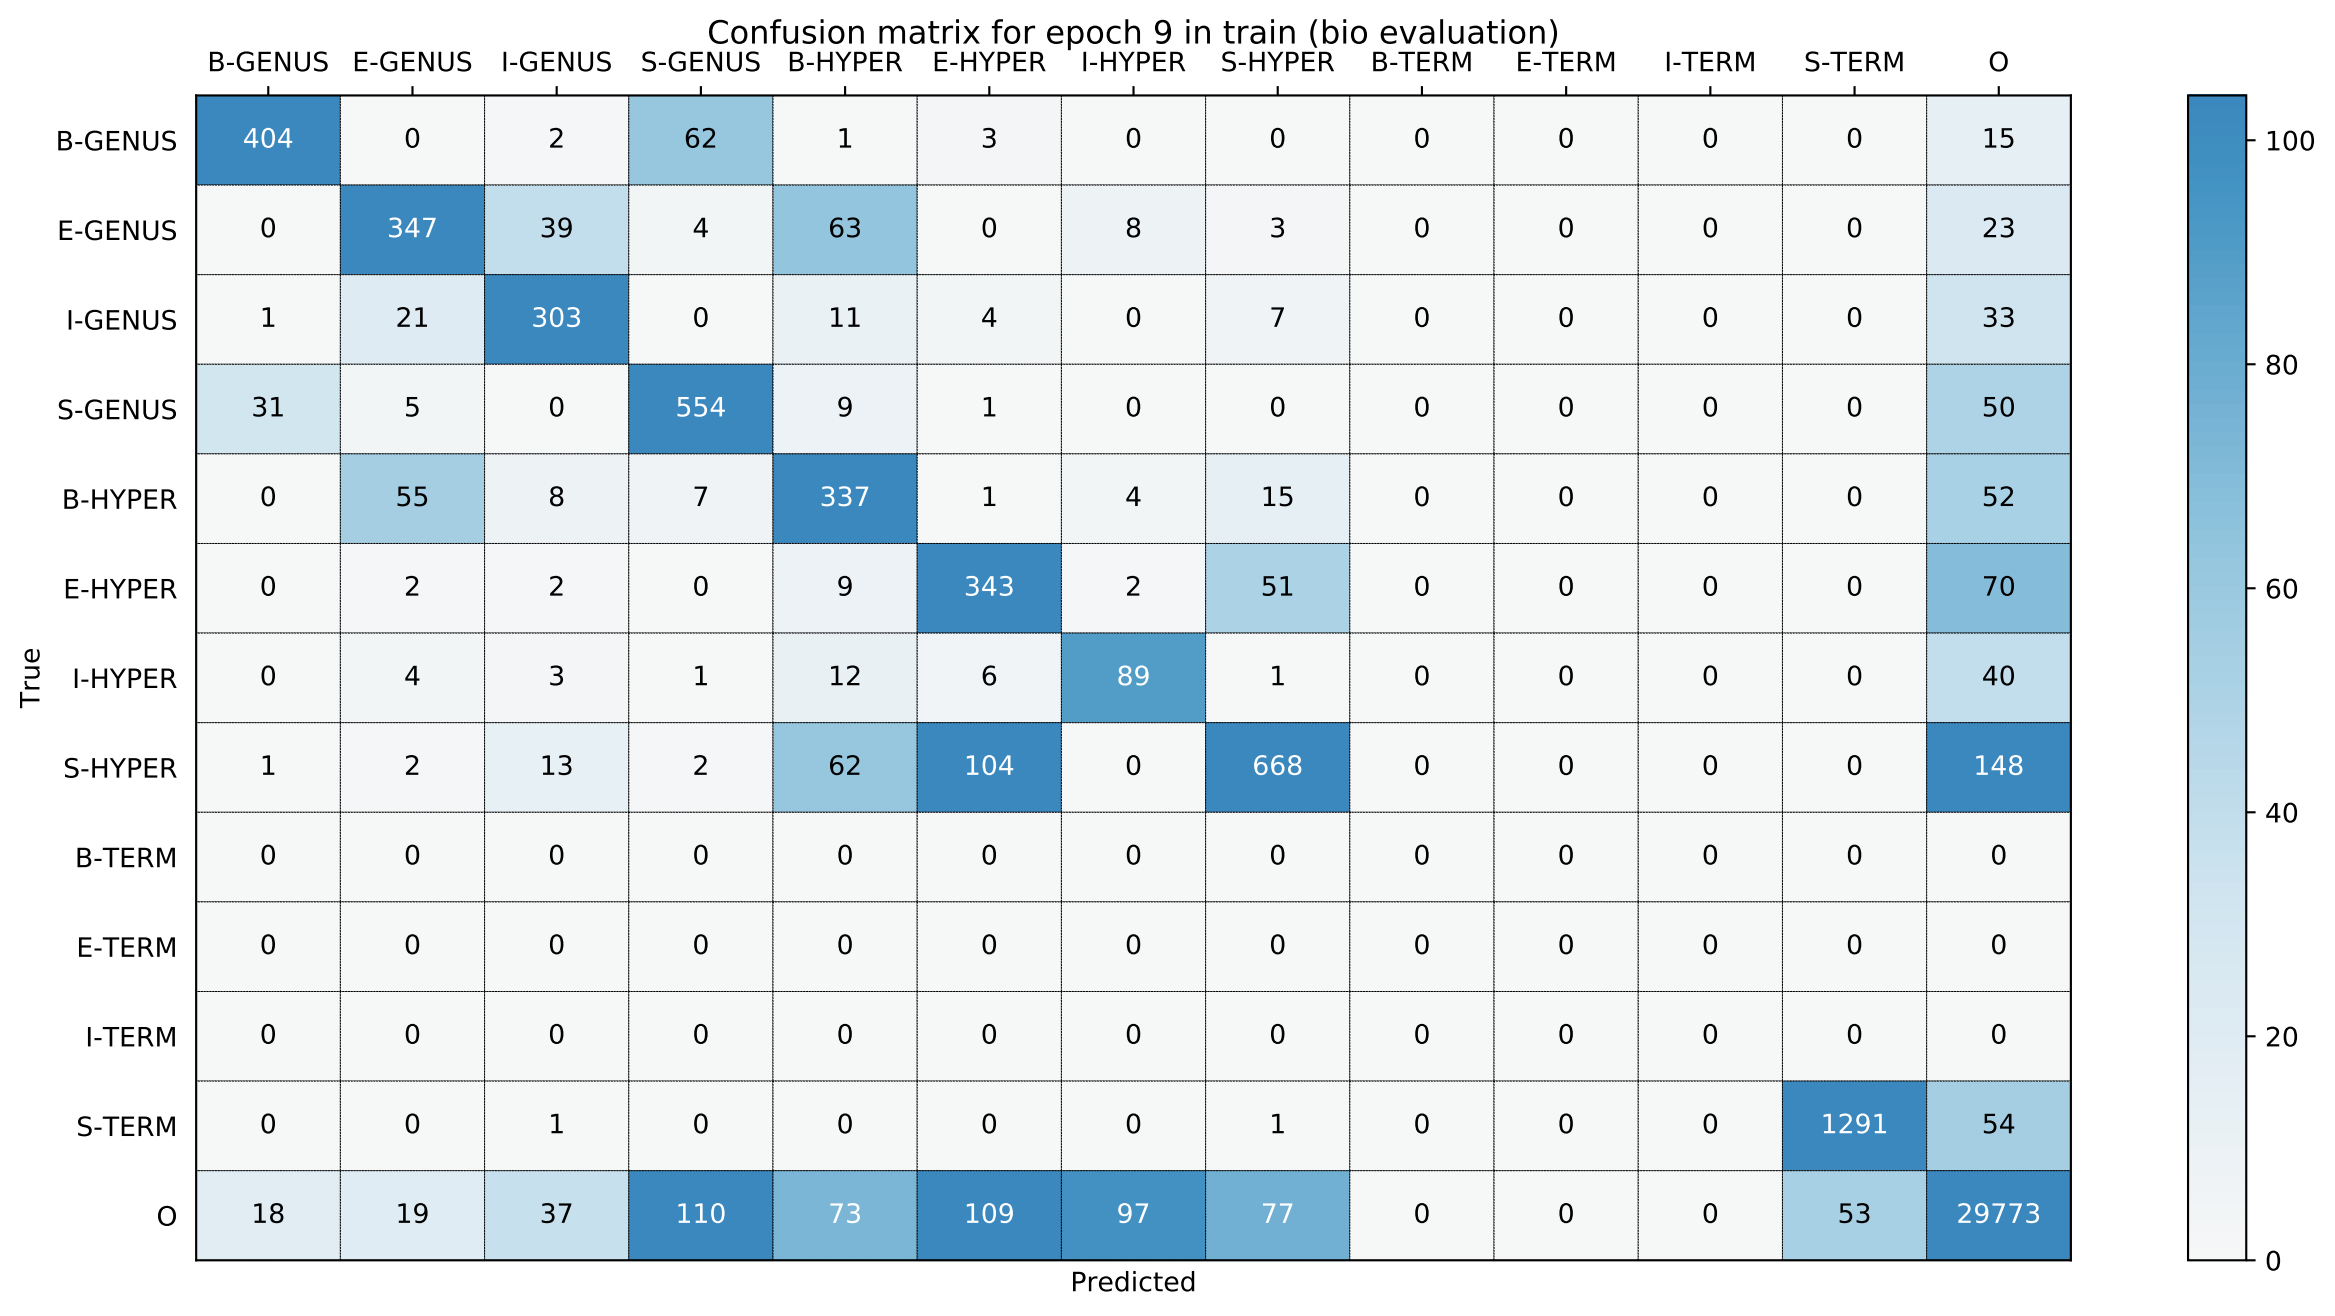 Confusion matrix for epoch 9 in train (bio evaluation)
B-GENUS E-GENUS I-GENUS S-GENUS B-HYPER E-HYPER I-HYPER S-HYPER B-TERM E-TERM I-TERM S-TERM O
B-GENUS 404 0 2 62 1 3 0 0 0 0 0 0 15
E-GENUS 0 347 39 4 63 0 8 3 0 0 0 0 23
I-GENUS 1 21 303 0 11 4 0 7 0 0 0 0 33
S-GENUS 31 5 0 554 9 1 0 0 0 0 0 0 50
B-HYPER 0 55 8 7 337 1 4 15 0 0 0 0 52
E-HYPER 0 2 2 0 9 343 2 51 0 0 0 0 70
I-HYPER 0 4 3 1 12 6 89 1 0 0 0 0 40
S-HYPER 1 2 13 2 62 104 0 668 0 0 0 0 148
B-TERM 0 0 0 0 0 0 0 0 0 0 0 0 0
E-TERM 0 0 0 0 0 0 0 0 0 0 0 0 0
I-TERM 0 0 0 0 0 0 0 0 0 0 0 0 0
S-TERM 0 0 1 0 0 0 0 1 0 0 0 1291 54
O 18 19 37 110 73 109 97 77 0 0 0 53 29773
True
Predicted
100
80
60
40
20
0